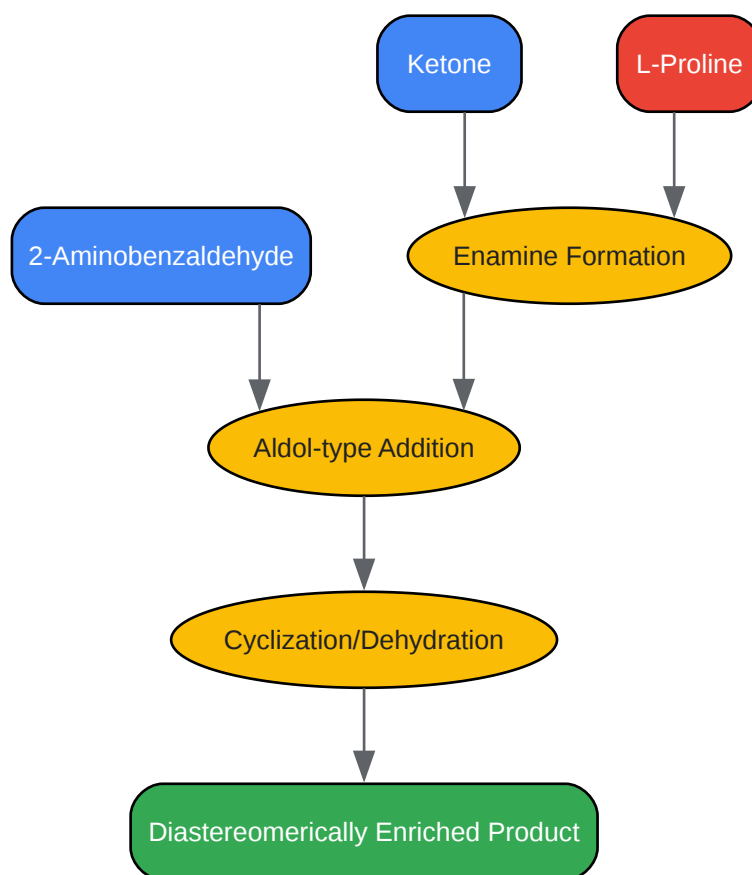 Ketone
L-Proline
2-Aminobenzaldehyde
Enamine Formation
Aldol-type Addition
Cyclization/Dehydration
Diastereomerically Enriched Product